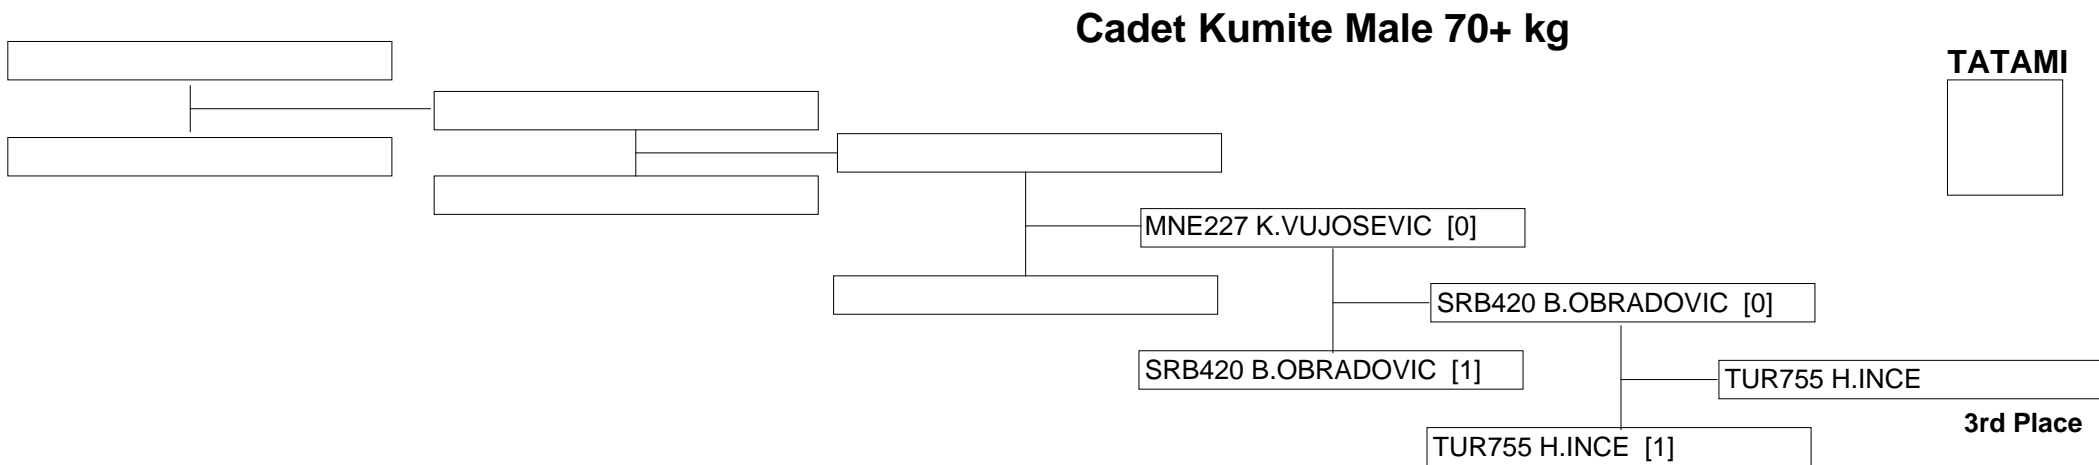 Cadet Kumite Male 70+ kg
TATAMI
MNE227 K.VUJOSEVIC [0]
SRB420 B.OBRADOVIC [0]
SRB420 B.OBRADOVIC [1]
TUR755 H.INCE
3rd Place
TUR755 H.INCE [1]